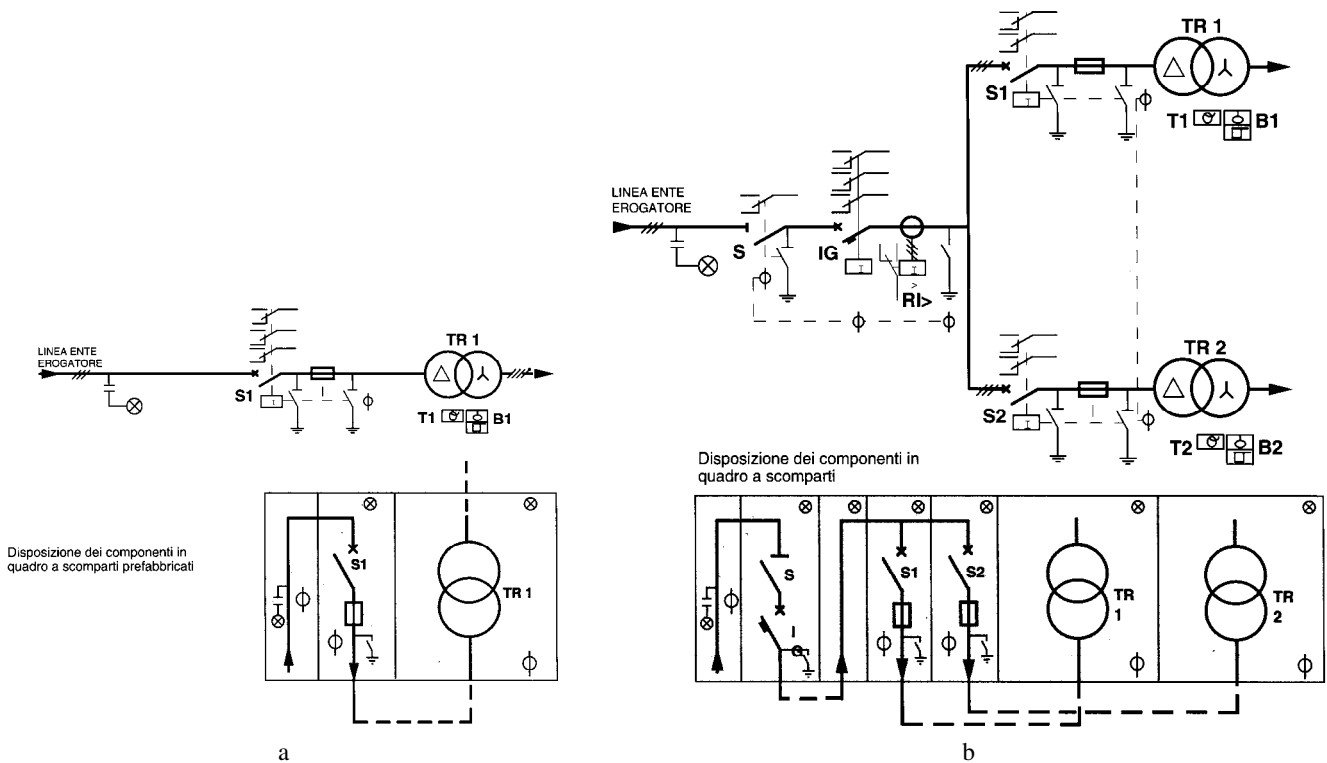 LINEA ENTE
EROGATORE
S1
TR 1
T1
B1
Disposizione dei componenti in
quadro a scomparti prefabbricati
S1
TR 1
a
LINEA ENTE
EROGATORE
S
IG
RI>
S1
TR 1
T1
B1
S2
TR 2
T2
B2
Disposizione dei componenti in
quadro a scomparti
S
I
G
S1
S2
TR
1
TR
2
b